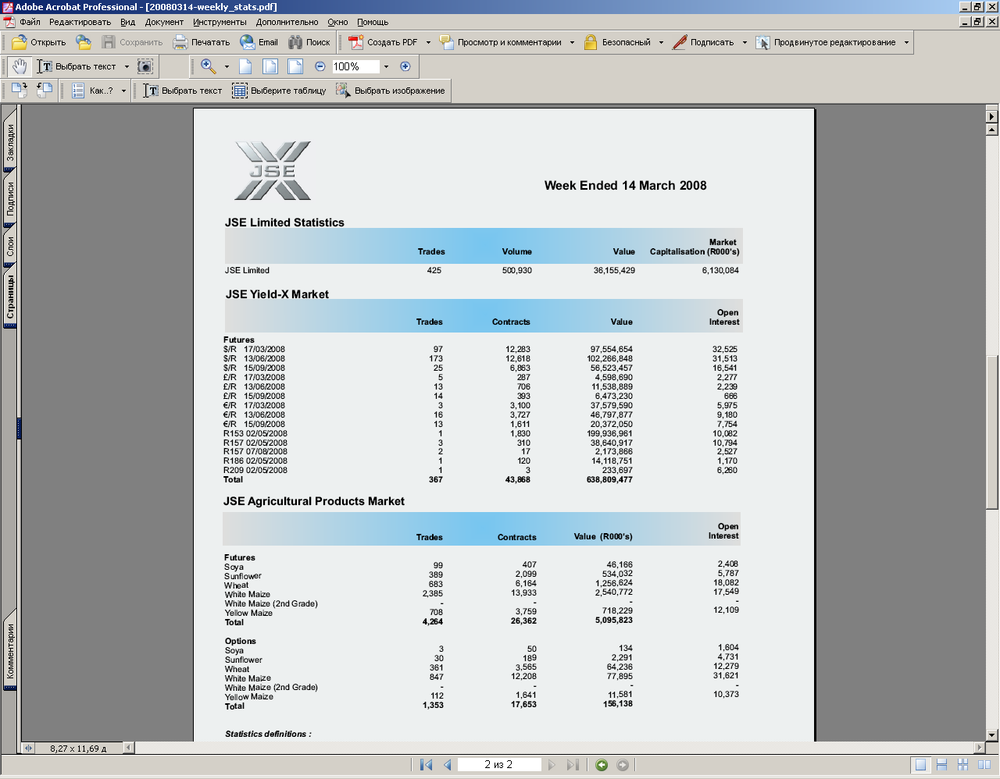 Adobe Acrobat Professional - [20080314-weekly_stats.pdf]
Файл Редактировать Вид Документ Инструменты Дополнительно Окно Помощь
Открыть Сохранить Печатать Email Поиск Создать PDF Просмотр и комментарии Безопасный Подписать Продвинутое редактирование
Выбрать текст 100%
Как..? Выбрать текст Выберите таблицу Выбрать изображение
Закладки
Подписи
Слои
Страницы
Комментарии
JSE
Week Ended 14 March 2008
JSE Limited Statistics
Market
Trades Volume Value Capitalisation (R000's)
JSE Limited 425 500,930 36,155,429 6,130,084
JSE Yield-X Market
Open
Trades Contracts Value Interest
Futures
$/R 17/03/2008 97 12,283 97,554,654 32,525
$/R 13/06/2008 173 12,618 102,266,848 31,513
$/R 15/09/2008 25 6,863 56,523,457 16,541
£/R 17/03/2008 5 287 4,598,690 2,277
£/R 13/06/2008 13 706 11,538,889 2,239
£/R 15/09/2008 14 393 6,473,230 666
€/R 17/03/2008 3 3,100 37,579,590 5,975
€/R 13/06/2008 16 3,727 46,797,877 9,180
€/R 15/09/2008 13 1,611 20,372,050 7,754
R153 02/05/2008 1 1,830 199,936,961 10,082
R157 02/05/2008 3 310 38,640,917 10,794
R157 07/08/2008 2 17 2,173,866 2,527
R186 02/05/2008 1 120 14,118,751 1,170
R209 02/05/2008 1 3 233,697 6,260
Total 367 43,868 638,809,477
JSE Agricultural Products Market
Open
Trades Contracts Value (R000's) Interest
Futures
Soya 99 407 46,166 2,408
Sunflower 389 2,099 534,032 5,787
Wheat 683 6,164 1,256,624 18,082
White Maize 2,385 13,933 2,540,772 17,549
White Maize (2nd Grade) - - - -
Yellow Maize 708 3,759 718,229 12,109
Total 4,264 26,362 5,095,823
Options
Soya 3 50 134 1,604
Sunflower 30 189 2,291 4,731
Wheat 361 3,565 64,236 12,279
White Maize 847 12,208 77,895 31,621
White Maize (2nd Grade) - - - -
Yellow Maize 112 1,641 11,581 10,373
Total 1,353 17,653 156,138
Statistics definitions :
8,27 x 11,69 д
2 из 2